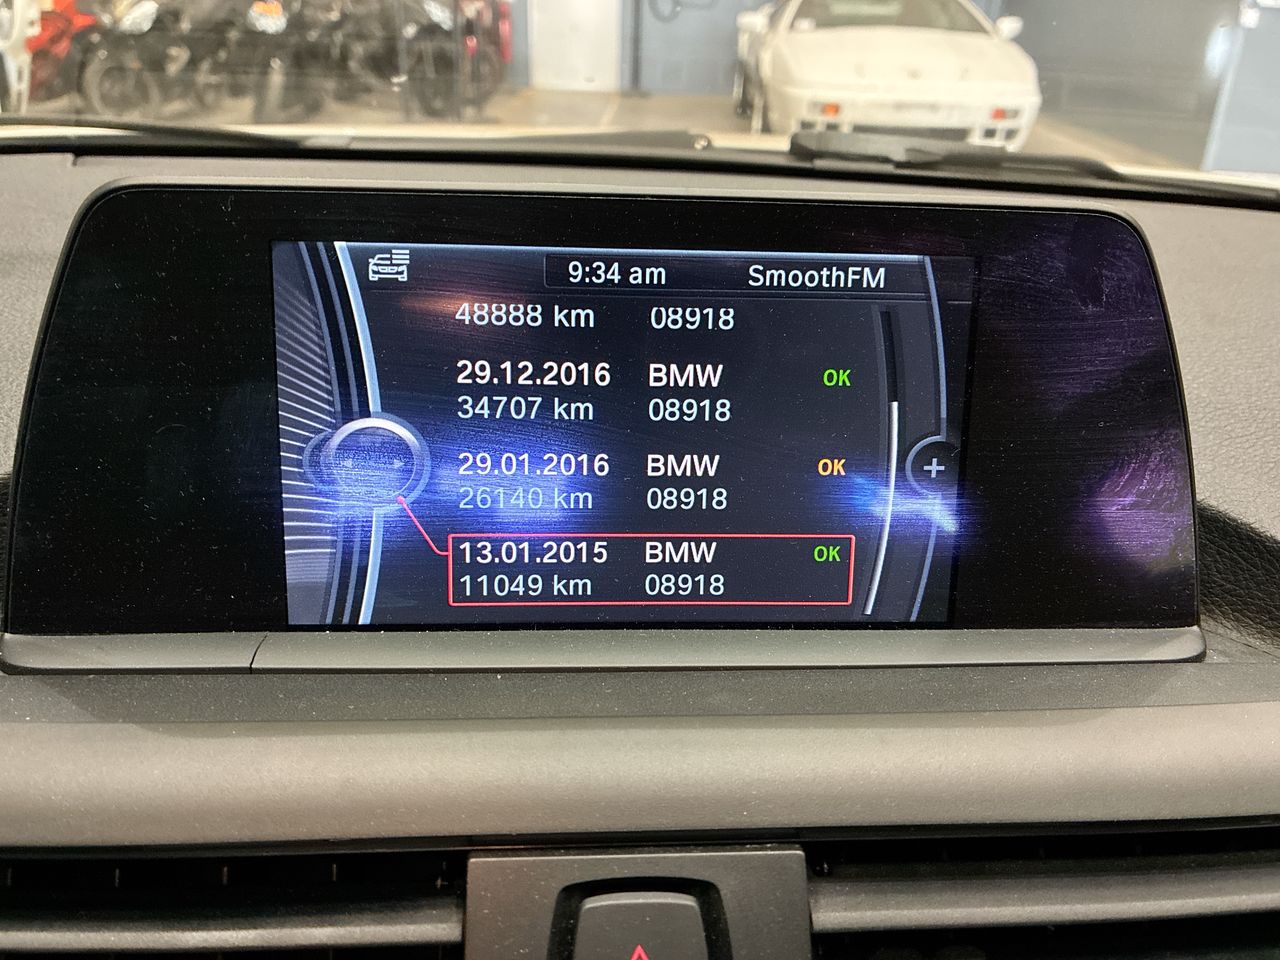 9:34 am SmoothFM
48888 km 08918
29.12.2016 BMW OK
34707 km 08918
29.01.2016 BMW OK
26140 km 08918
13.01.2015 BMW OK
11049 km 08918
+